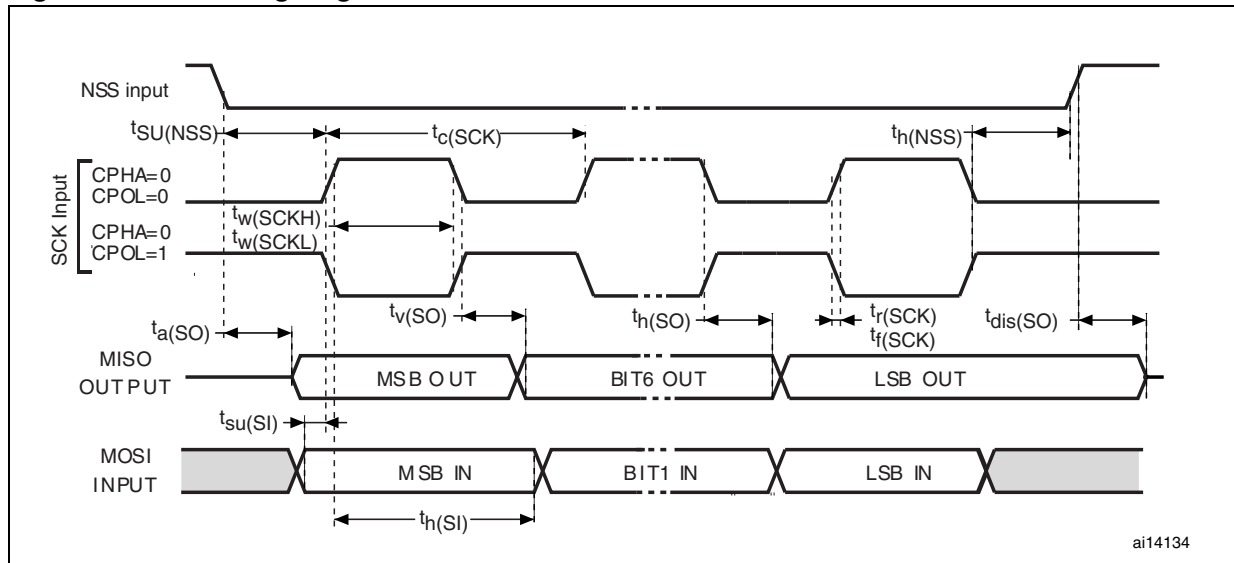 NSS input
tSU(NSS)
tc(SCK)
th(NSS)
SCK Input
CPHA=0
CPOL=0
tw(SCKH)
CPHA=0
tw(SCKL)
CPOL=1
ta(SO)
tv(SO)
th(SO)
tr(SCK)
tf(SCK)
tdis(SO)
MISO
OUTPUT
MSB OUT
BIT6 OUT
LSB OUT
tsu(SI)
MOSI
INPUT
MSB IN
BIT1 IN
LSB IN
th(SI)
ai14134